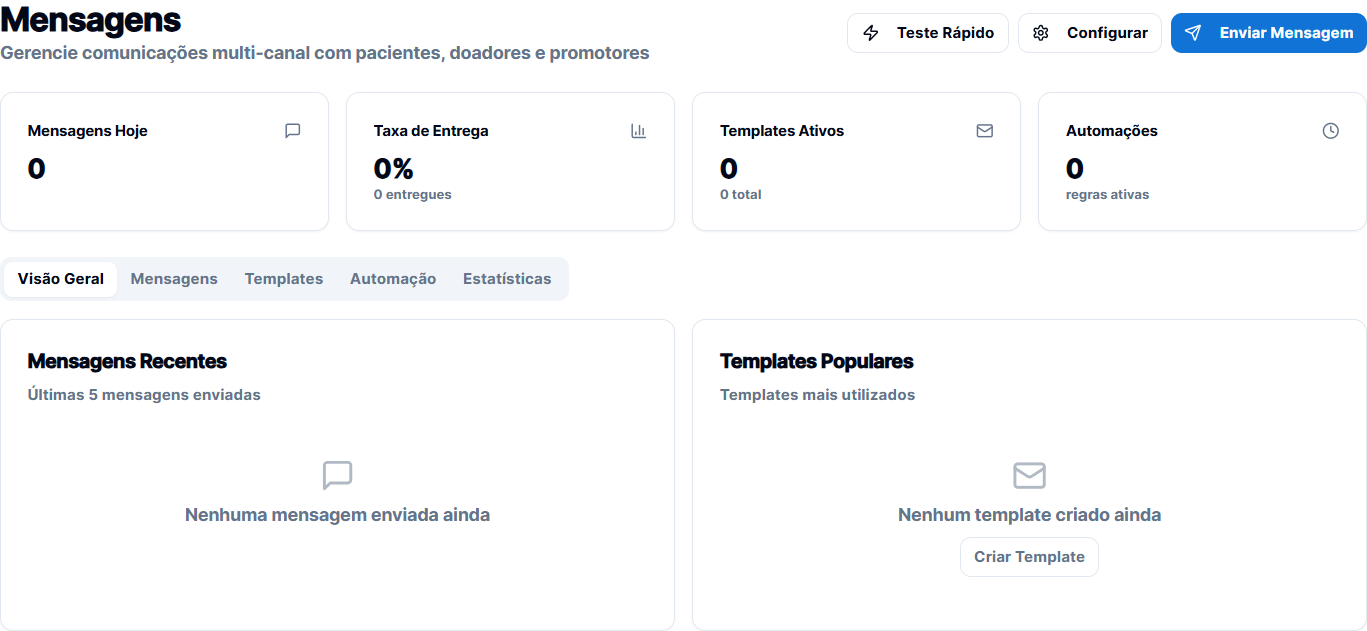 Mensagens
Gerencie comunicações multi-canal com pacientes, doadores e promotores
Teste Rápido
Configurar
Enviar Mensagem
Mensagens Hoje
0
Taxa de Entrega
0%
0 entregues
Templates Ativos
0
0 total
Automações
0
regras ativas
Visão Geral
Mensagens
Templates
Automação
Estatísticas
Mensagens Recentes
Últimas 5 mensagens enviadas
Nenhuma mensagem enviada ainda
Templates Populares
Templates mais utilizados
Nenhum template criado ainda
Criar Template